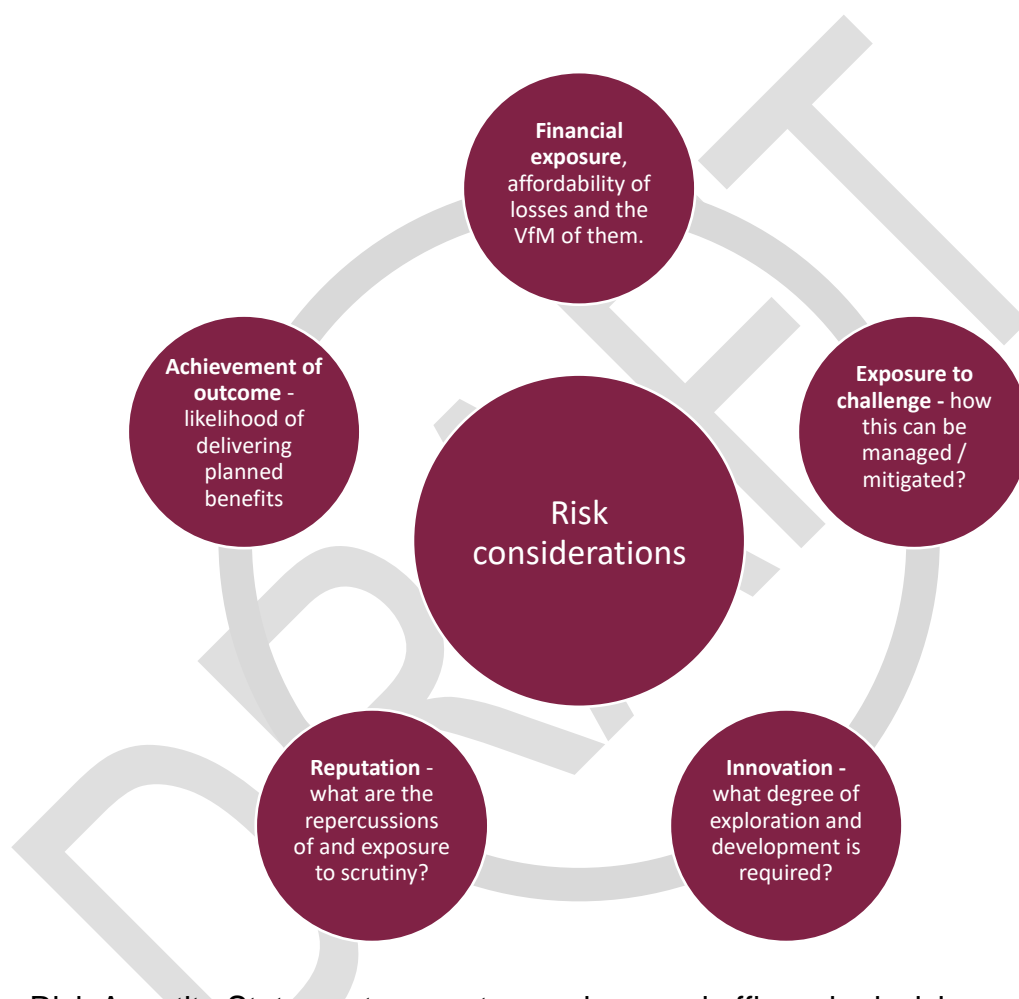 Financial
exposure,
affordability of
losses and the
VfM of them.
Exposure to
challenge - how
this can be
managed /
mitigated?
Innovation -
what degree of
exploration and
development is
required?
Reputation -
what are the
repercussions
of and exposure
to scrutiny?
Achievement of
outcome -
likelihood of
delivering
planned
benefits
Risk
considerations
DRAFT